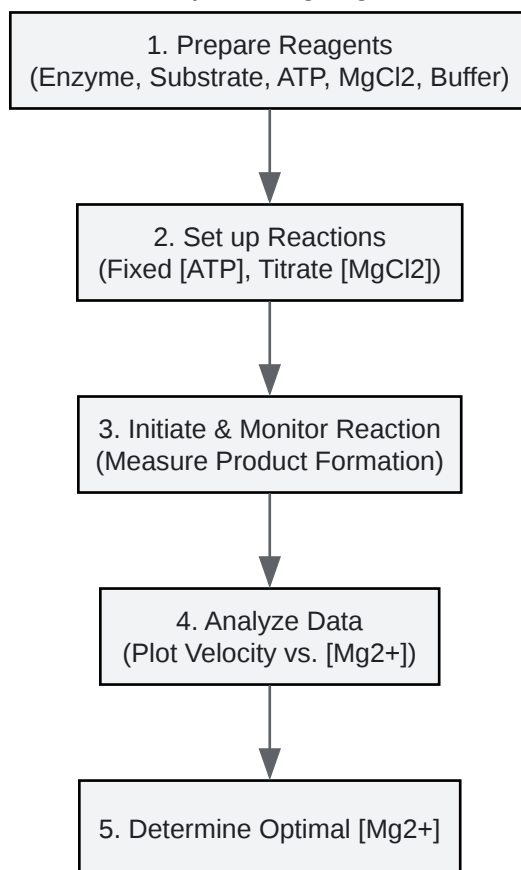 1. Prepare Reagents
(Enzyme, Substrate, ATP, MgCl2, Buffer)
2. Set up Reactions
(Fixed [ATP], Titrate [MgCl2])
3. Initiate & Monitor Reaction
(Measure Product Formation)
4. Analyze Data
(Plot Velocity vs. [Mg2+])
5. Determine Optimal [Mg2+]